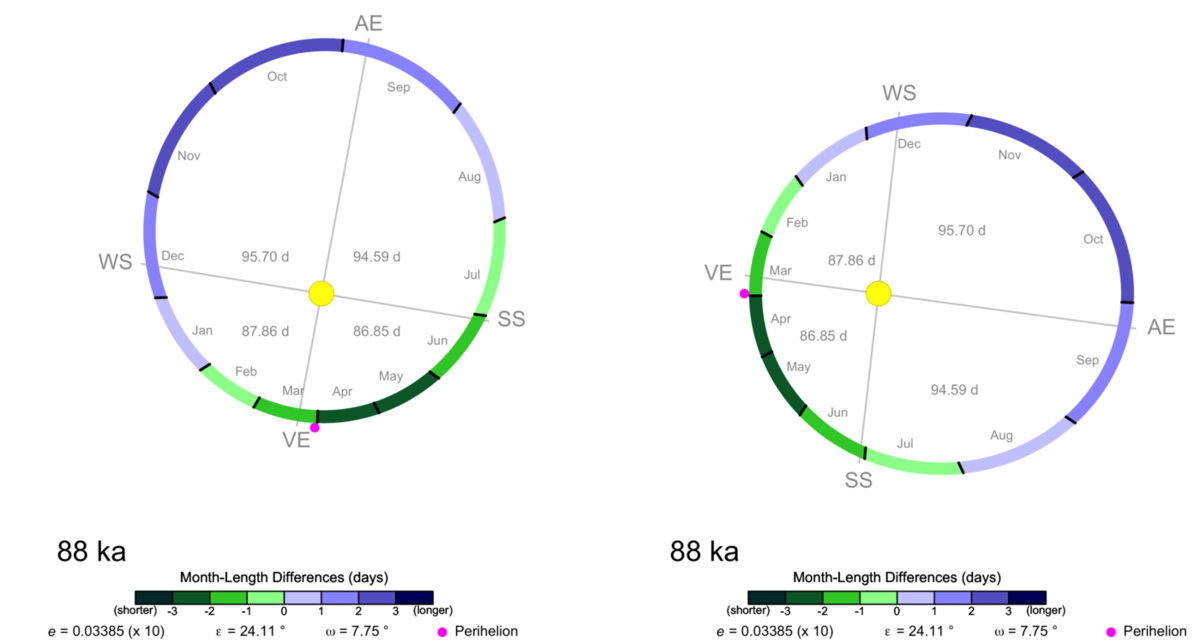 AE
Oct
Sep
Nov
Aug
WS
Dec
95.70 d
94.59 d
Jul
SS
Jan
87.86 d
86.85 d
Jun
Feb
May
Mar
Apr
VE
88 ka
Month-Length Differences (days)
(shorter) -3 -2 -1 0 1 2 3 (longer)
e = 0.03385 (x 10) ε = 24.11 ° ω = 7.75 ° Perihelion
WS
Dec
Nov
Jan
Feb
95.70 d
Oct
87.86 d
VE
Mar
AE
Apr
86.85 d
Sep
May
94.59 d
Jun
Aug
Jul
SS
88 ka
Month-Length Differences (days)
(shorter) -3 -2 -1 0 1 2 3 (longer)
e = 0.03385 (x 10) ε = 24.11 ° ω = 7.75 ° Perihelion